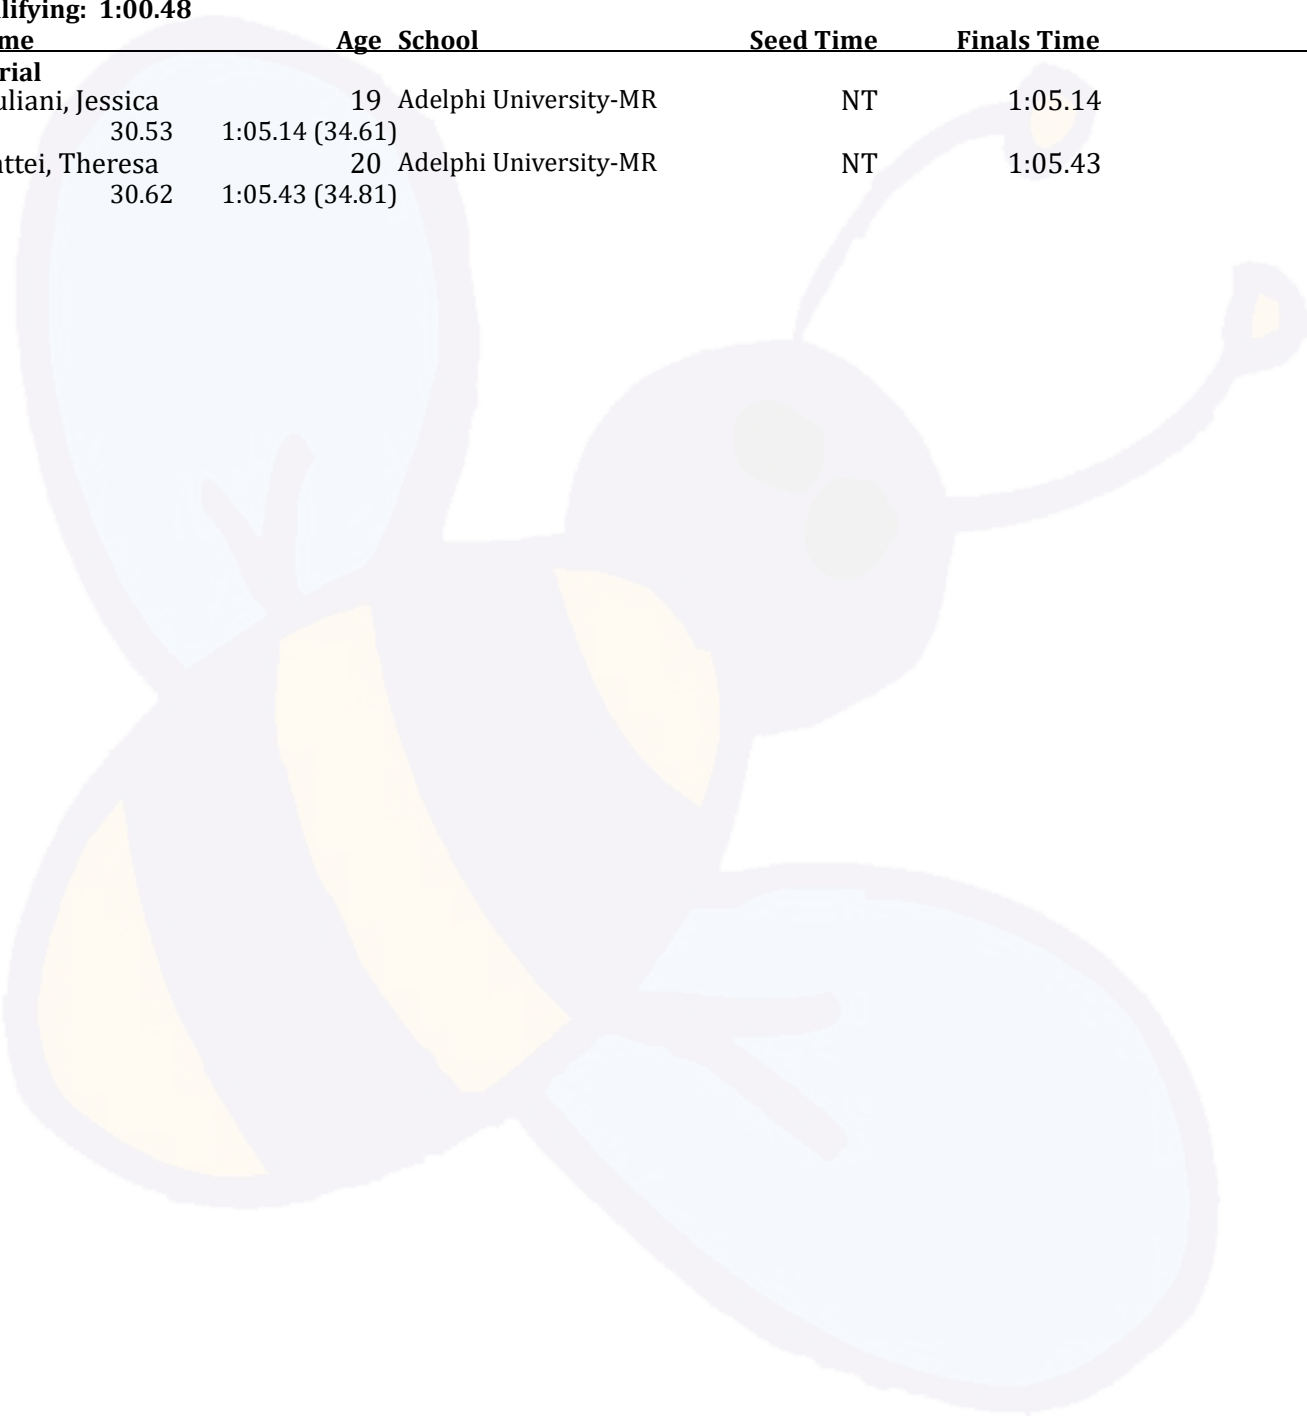 lifying: 1:00.48
me Age School Seed Time Finals Time
rial
uliani, Jessica 19 Adelphi University-MR NT 1:05.14
30.53 1:05.14 (34.61)
ttei, Theresa 20 Adelphi University-MR NT 1:05.43
30.62 1:05.43 (34.81)